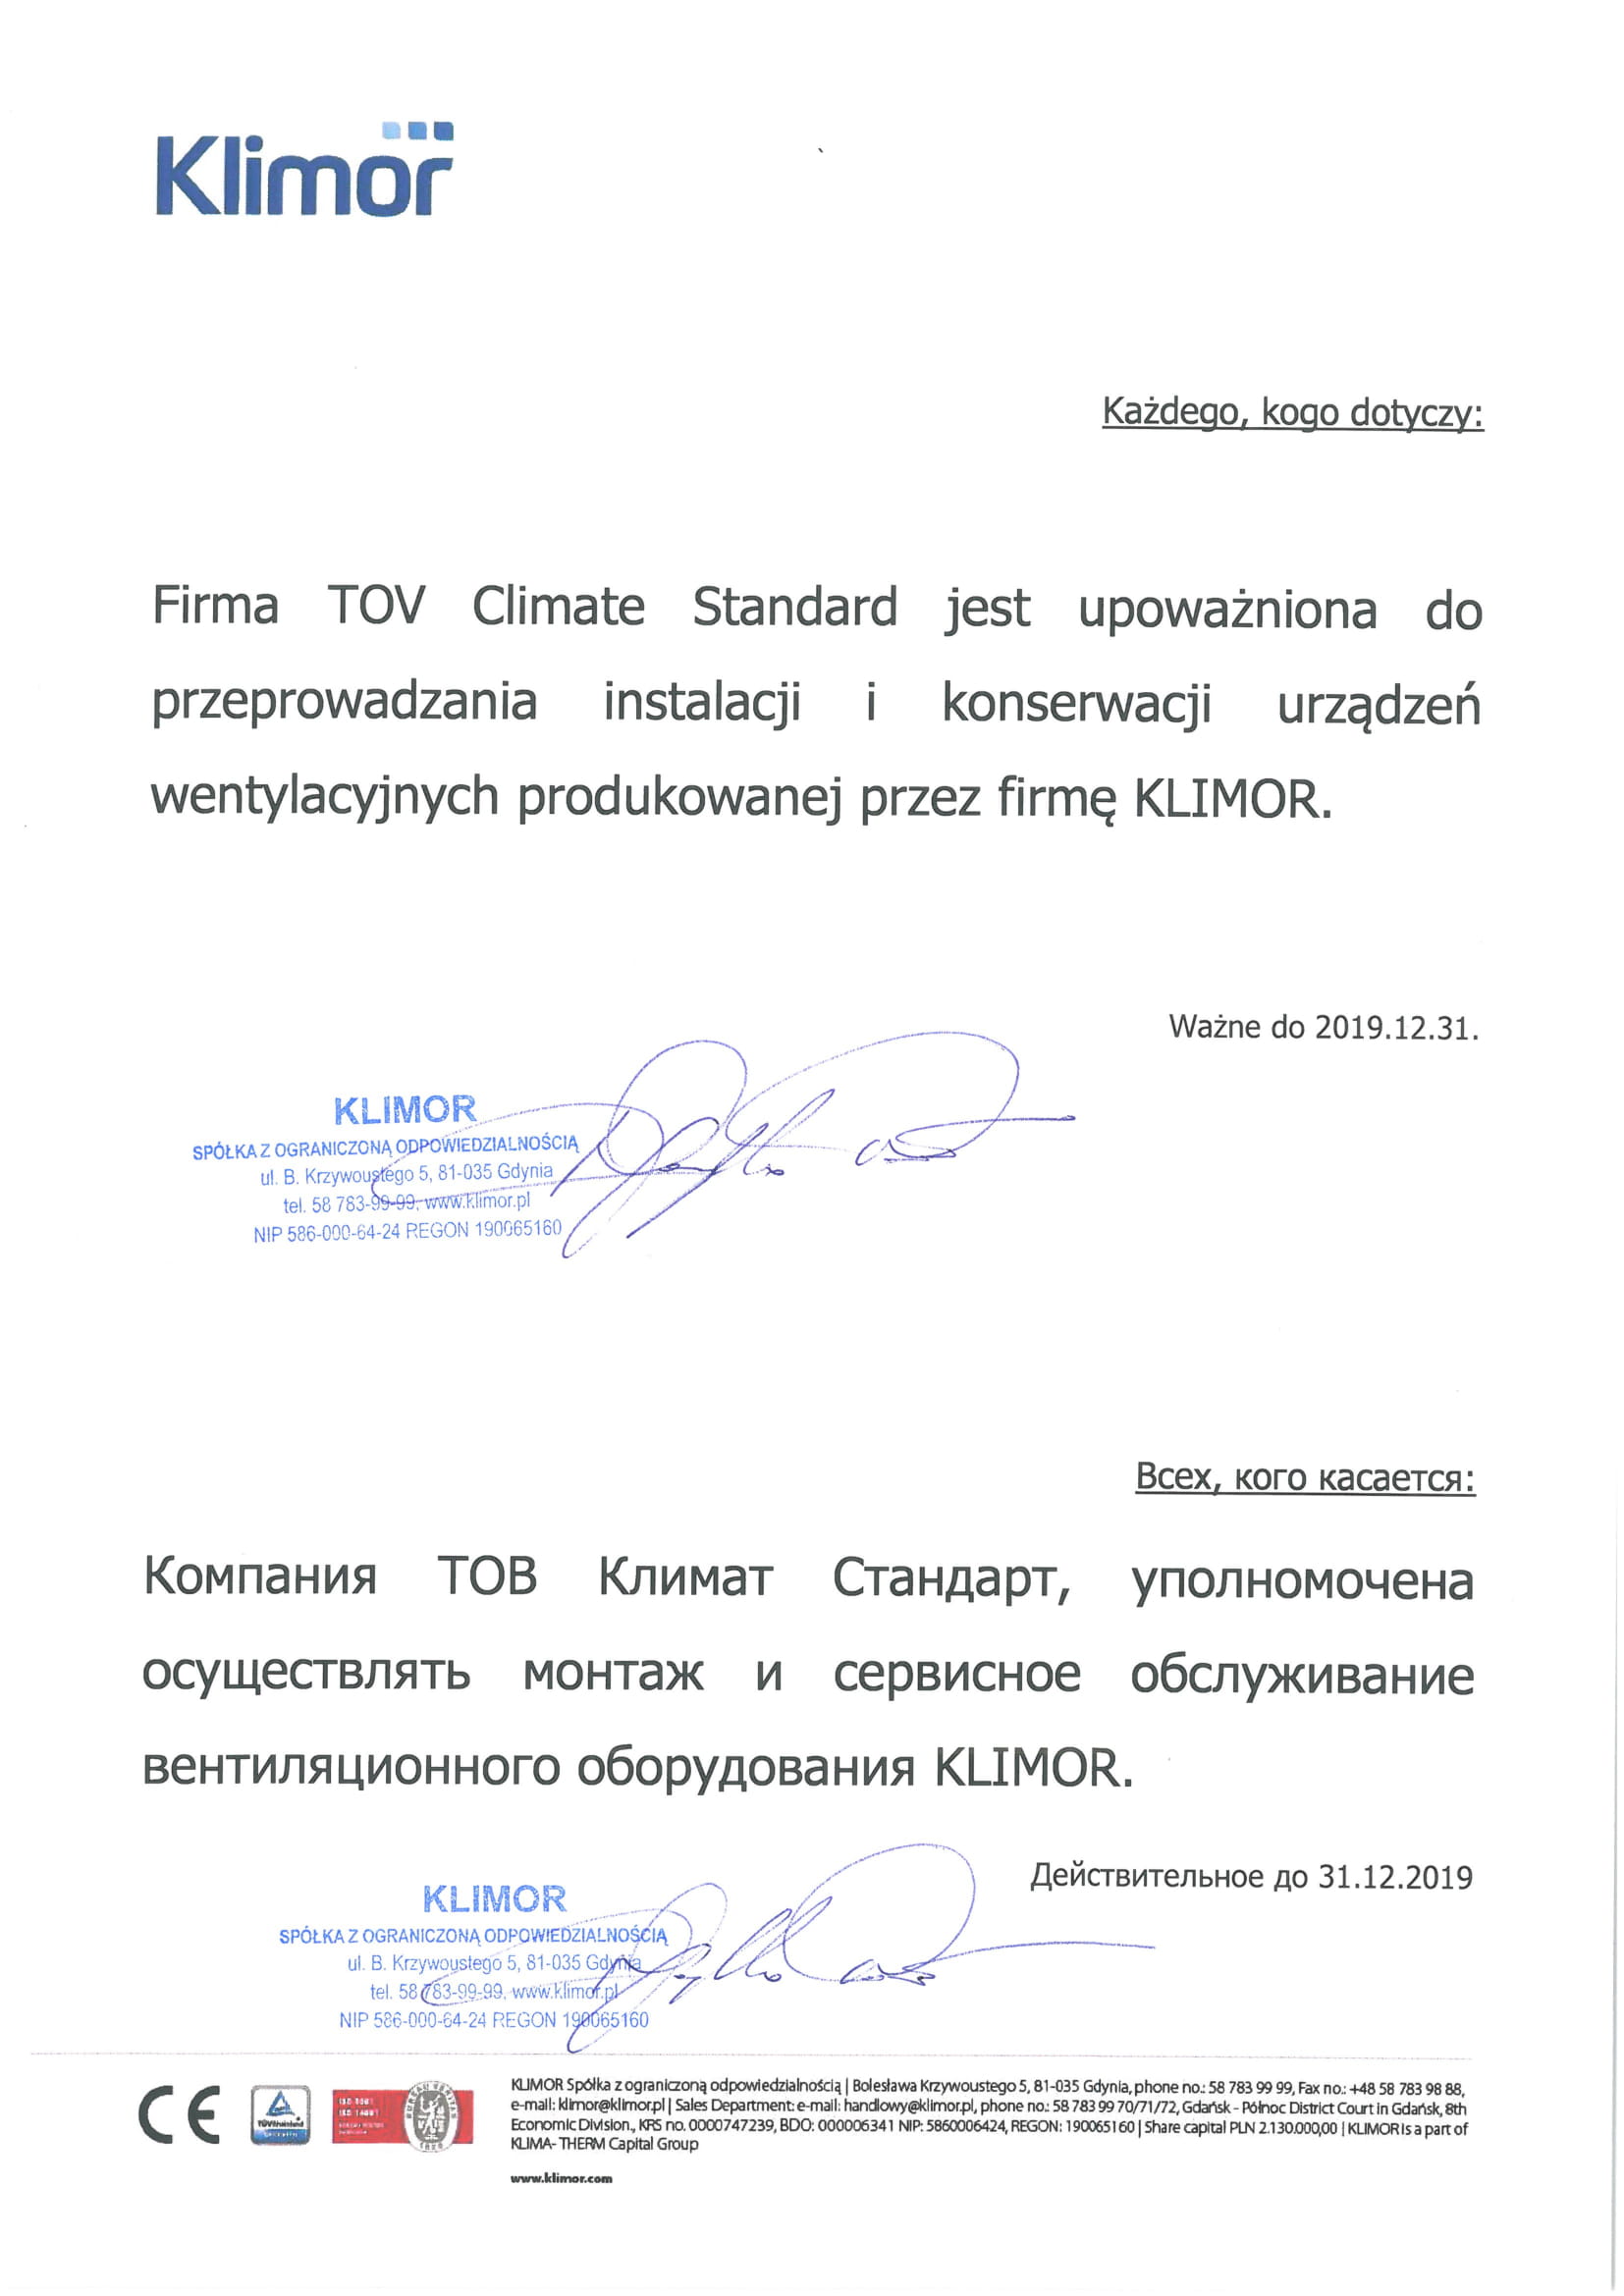 Klimor
Każdego, kogo dotyczy:
Firma TOV Climate Standard jest upoważniona do
przeprowadzania instalacji i konserwacji urządzeń
wentylacyjnych produkowanej przez firmę KLIMOR.
Ważne do 2019.12.31.
KLIMOR
SPÓŁKA Z OGRANICZONĄ ODPOWIEDZIALNOŚCIĄ
ul. B. Krzywoustego 5, 81-035 Gdynia
tel. 58 783-99-99, www.klimor.pl
NIP 586-000-64-24 REGON 190065160
Всех, кого касается:
Компания ТОВ Климат Стандарт, уполномочена
осуществлять монтаж и сервисное обслуживание
вентиляционного оборудования KLIMOR.
Действительное до 31.12.2019
KLIMOR
SPÓŁKA Z OGRANICZONĄ ODPOWIEDZIALNOŚCIĄ
ul. B. Krzywoustego 5, 81-035 Gdynia
tel. 58 783-99-99, www.klimor.pl
NIP 586-000-64-24 REGON 190065160
CE
TÜVRheinland
ISO 9001
ISO 14001
KLIMOR Spółka z ograniczoną odpowiedzialnością | Bolesława Krzywoustego 5, 81-035 Gdynia, phone no.: 58 783 99 99, Fax no.: +48 58 783 98 88,
e-mail: klimor@klimor.pl | Sales Department: e-mail: handlowy@klimor.pl, phone no.: 58 783 99 70/71/72, Gdańsk - Północ District Court in Gdańsk, 8th
Economic Division., KRS no. 0000747239, BDO: 000006341 NIP: 5860006424, REGON: 190065160 | Share capital PLN 2.130.000,00 | KLIMOR is a part of
KLIMA- THERM Capital Group
www.klimor.com